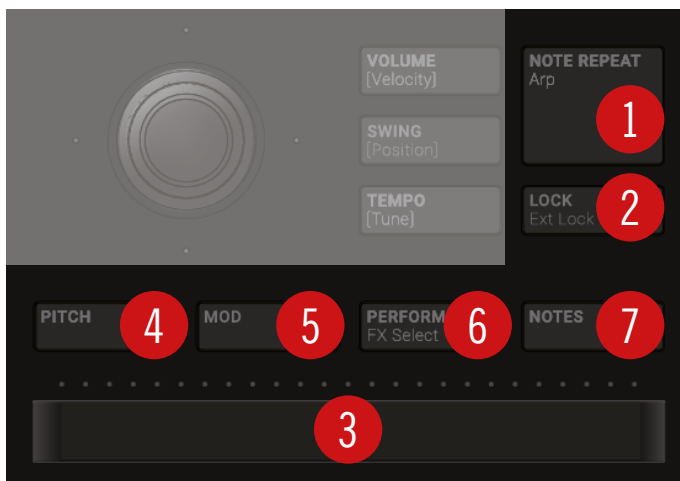 VOLUME
[Velocity]
NOTE REPEAT
Arp
1
SWING
[Position]
TEMPO
[Tune]
LOCK
Ext Lock
2
PITCH
4
MOD
5
PERFORM
FX Select
6
NOTES
7
3